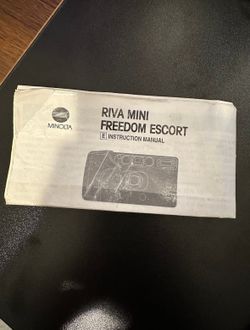 RIVA MINI
FREEDOM ESCORT
MINOLTA
E INSTRUCTION MANUAL